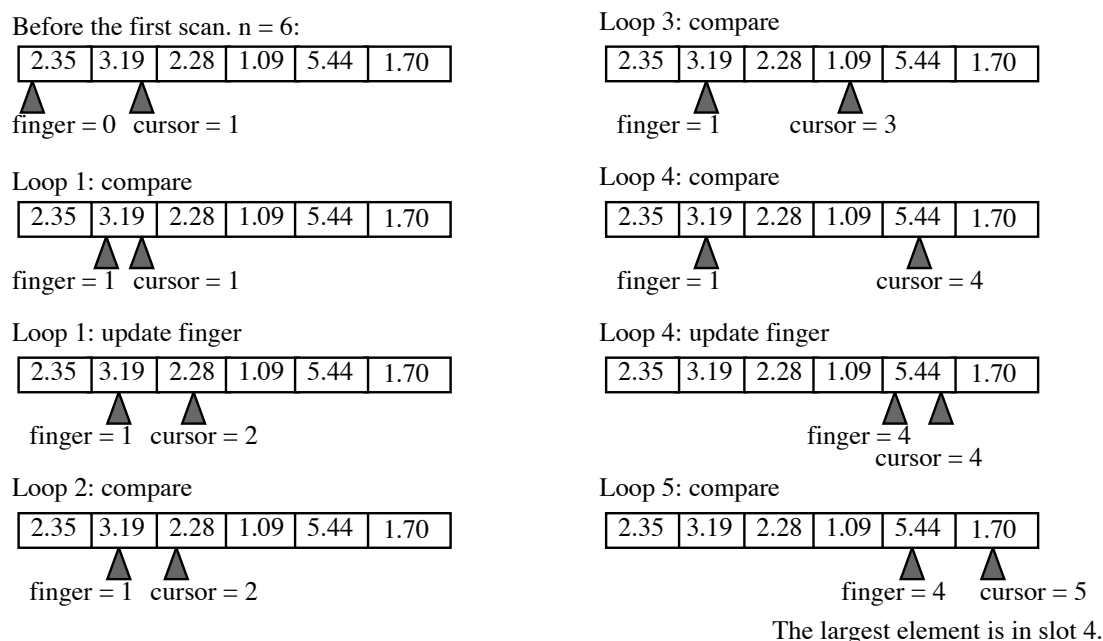 Before the first scan. n = 6:
2.35 3.19 2.28 1.09 5.44 1.70
finger = 0 cursor = 1
Loop 1: compare
2.35 3.19 2.28 1.09 5.44 1.70
finger = 1 cursor = 1
Loop 1: update finger
2.35 3.19 2.28 1.09 5.44 1.70
finger = 1 cursor = 2
Loop 2: compare
2.35 3.19 2.28 1.09 5.44 1.70
finger = 1 cursor = 2
Loop 3: compare
2.35 3.19 2.28 1.09 5.44 1.70
finger = 1 cursor = 3
Loop 4: compare
2.35 3.19 2.28 1.09 5.44 1.70
finger = 1 cursor = 4
Loop 4: update finger
2.35 3.19 2.28 1.09 5.44 1.70
finger = 4
cursor = 4
Loop 5: compare
2.35 3.19 2.28 1.09 5.44 1.70
finger = 4 cursor = 5
The largest element is in slot 4.